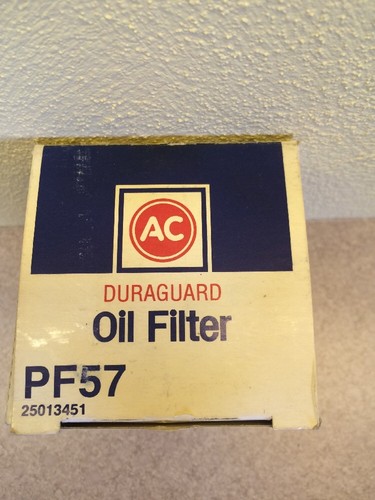 AC
DURAGUARD
Oil Filter
PF57
25013451